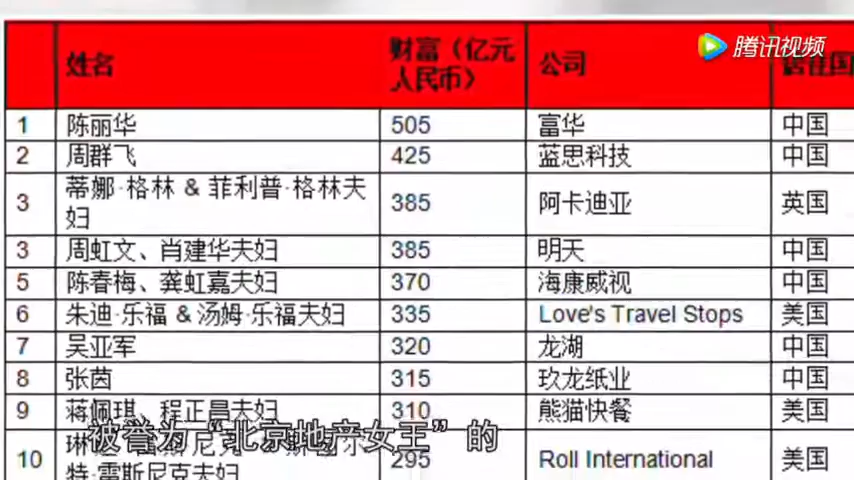 腾讯视频
姓名 财富（亿元 公司
人民币）
1 陈丽华 505 富华 中国
2 周群飞 425 蓝思科技 中国
3 蒂娜·格林 & 菲利普·格林夫 385 阿卡迪亚 英国
妇
3 周虹文、肖建华夫妇 385 明天 中国
5 陈春梅、龚虹嘉夫妇 370 海康威视 中国
6 朱迪·乐福 & 汤姆·乐福夫妇 335 Love's Travel Stops 美国
7 吴亚军 320 龙湖 中国
8 张茵 315 玖龙纸业 中国
9 蒋佩琪、程正昌夫妇 310 熊猫快餐 美国
被誉为“北京地产女王”的
10 295 Roll International 美国
特·雷斯尼克夫妇